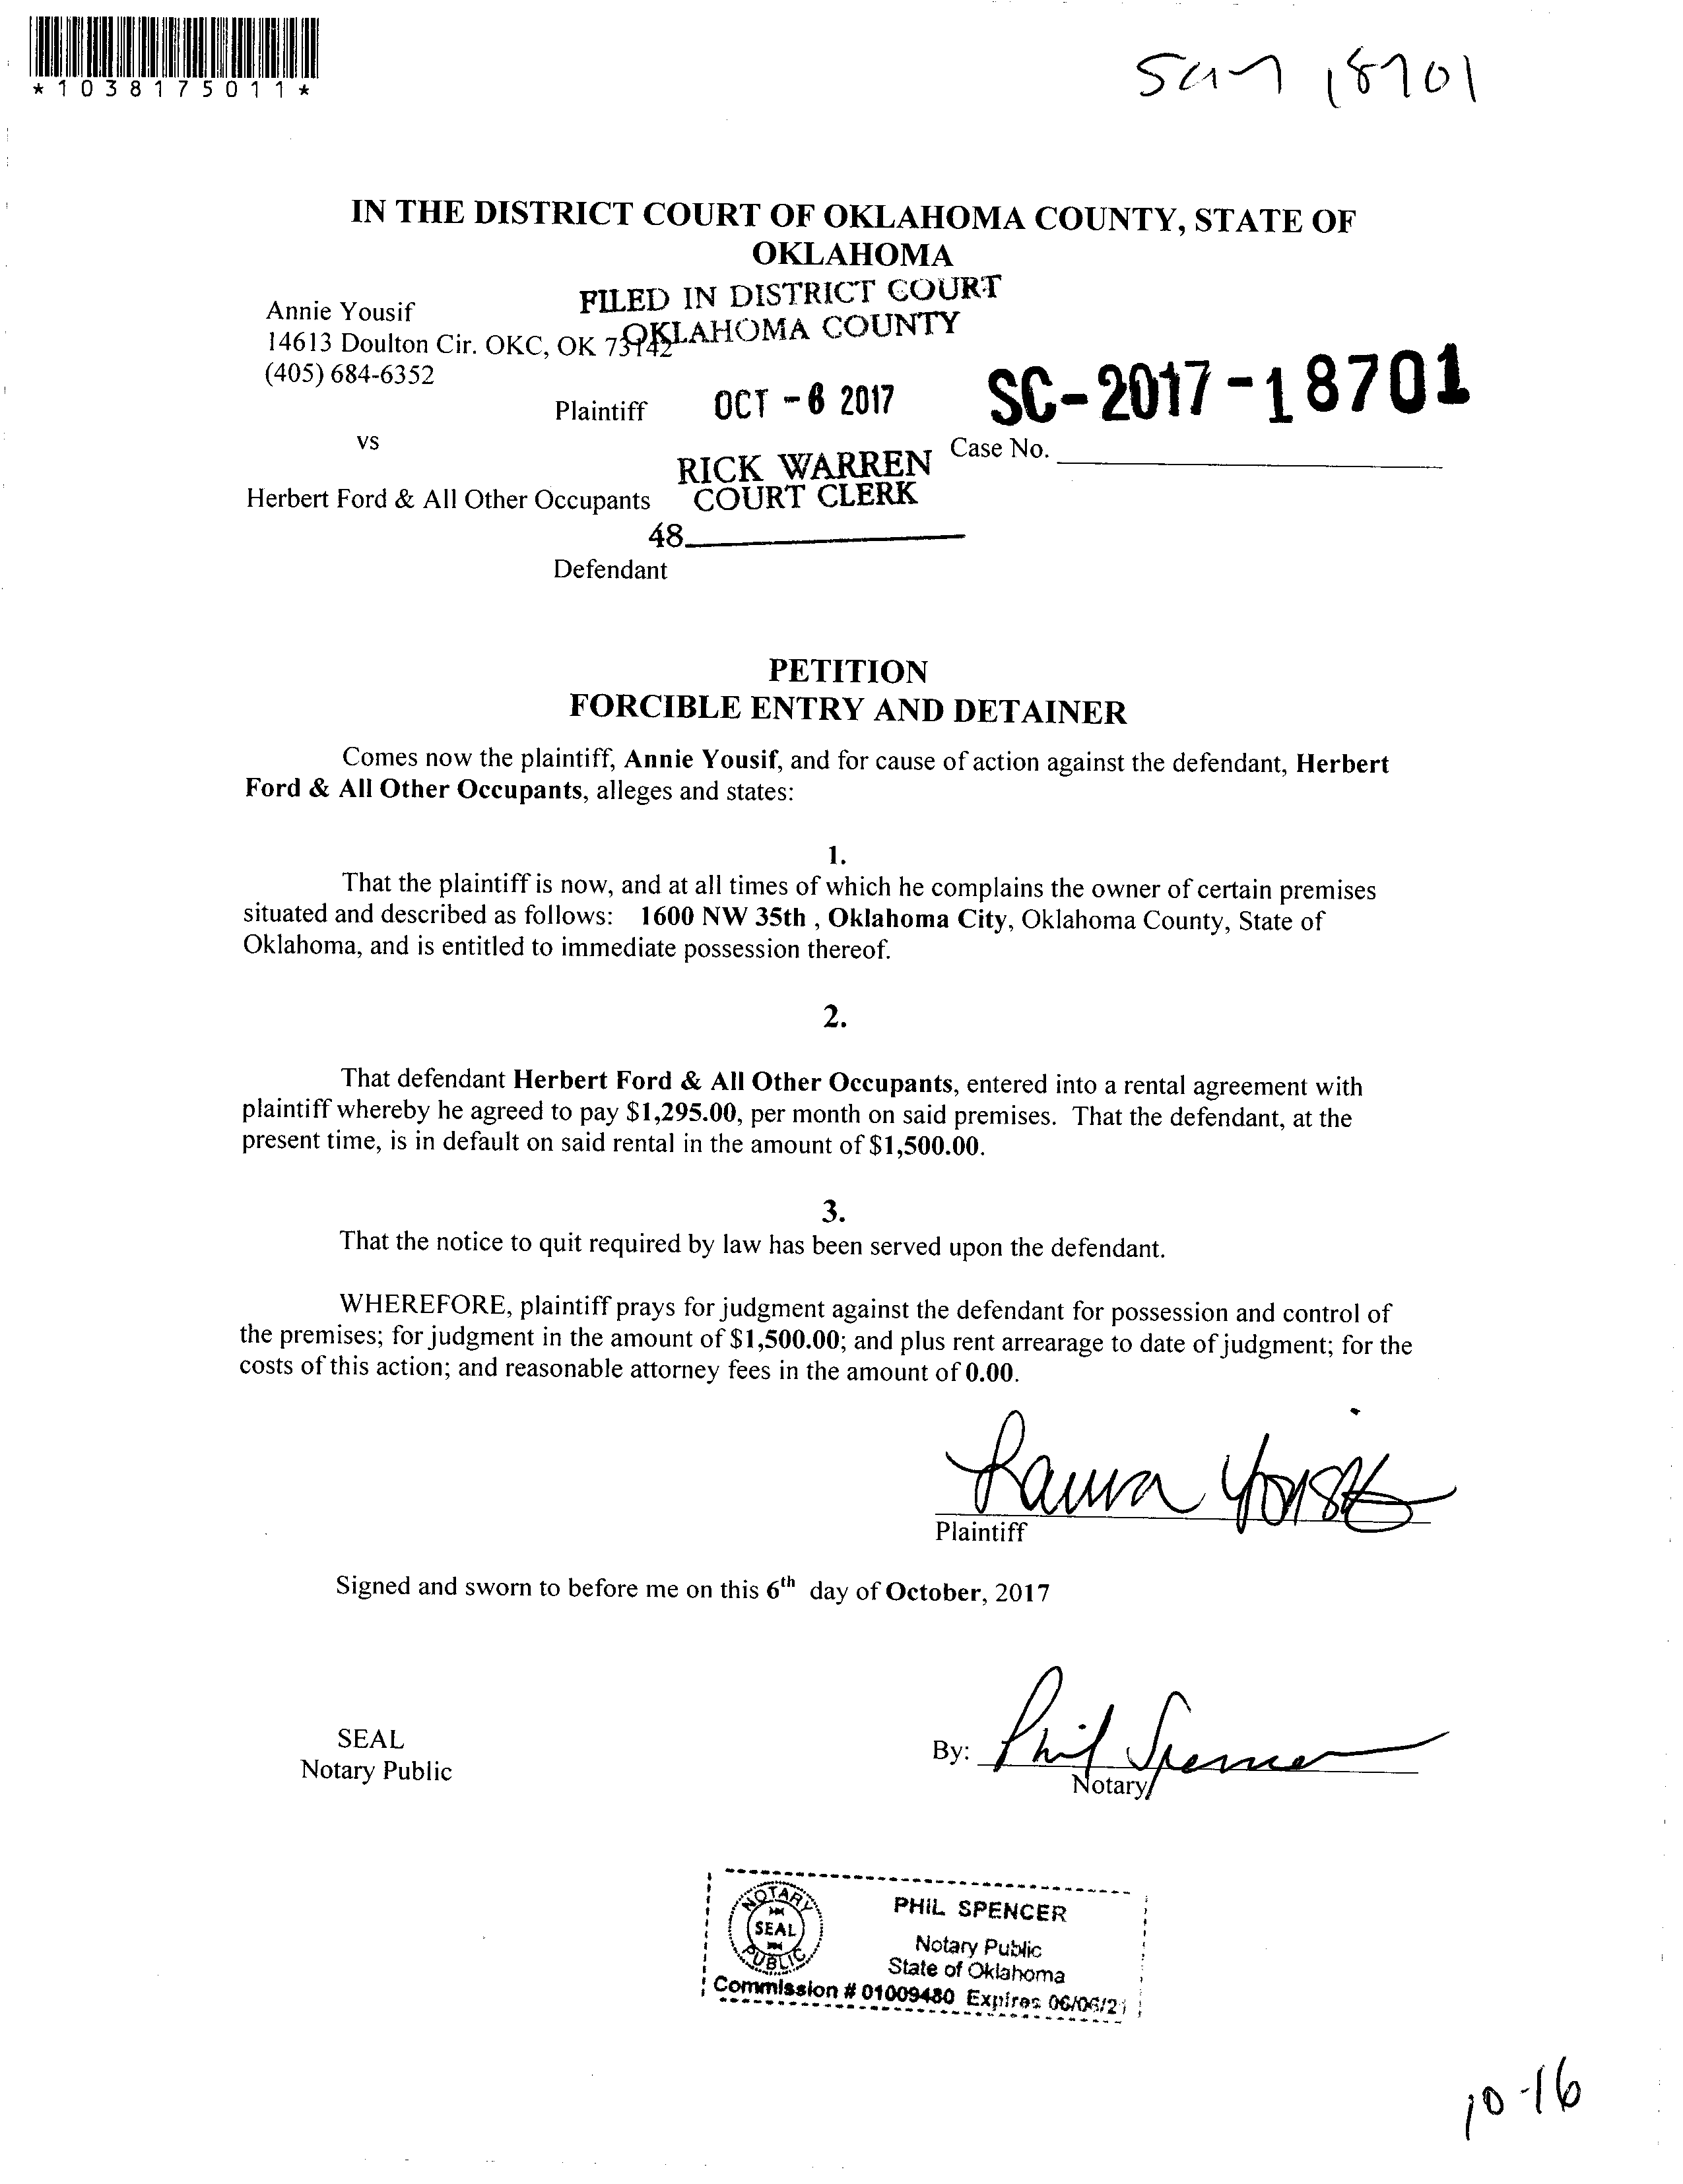 *1038175011*
18701
IN THE DISTRICT COURT OF OKLAHOMA COUNTY, STATE OF
OKLAHOMA
FILED IN DISTRICT COURT
OKLAHOMA COUNTY
Annie Yousif
14613 Doulton Cir. OKC, OK 73142
(405) 684-6352
Plaintiff
OCT -6 2017
SC-2017-18701
vs
RICK WARREN
COURT CLERK
Case No.
Herbert Ford & All Other Occupants
48
Defendant
PETITION
FORCIBLE ENTRY AND DETAINER
Comes now the plaintiff, Annie Yousif, and for cause of action against the defendant, Herbert
Ford & All Other Occupants, alleges and states:
1.
That the plaintiff is now, and at all times of which he complains the owner of certain premises
situated and described as follows: 1600 NW 35th , Oklahoma City, Oklahoma County, State of
Oklahoma, and is entitled to immediate possession thereof.
2.
That defendant Herbert Ford & All Other Occupants, entered into a rental agreement with
plaintiff whereby he agreed to pay $1,295.00, per month on said premises. That the defendant, at the
present time, is in default on said rental in the amount of $1,500.00.
3.
That the notice to quit required by law has been served upon the defendant.
WHEREFORE, plaintiff prays for judgment against the defendant for possession and control of
the premises; for judgment in the amount of $1,500.00; and plus rent arrearage to date of judgment; for the
costs of this action; and reasonable attorney fees in the amount of 0.00.
Laura
Plaintiff
Signed and sworn to before me on this 6th day of October, 2017
SEAL
Notary Public
By: Phil Spencer
Notary
NOTARY
SEAL
PUBLIC
PHIL SPENCER
Notary Public
State of Oklahoma
Commission # 01009480 Expires 06/06/21
10-16